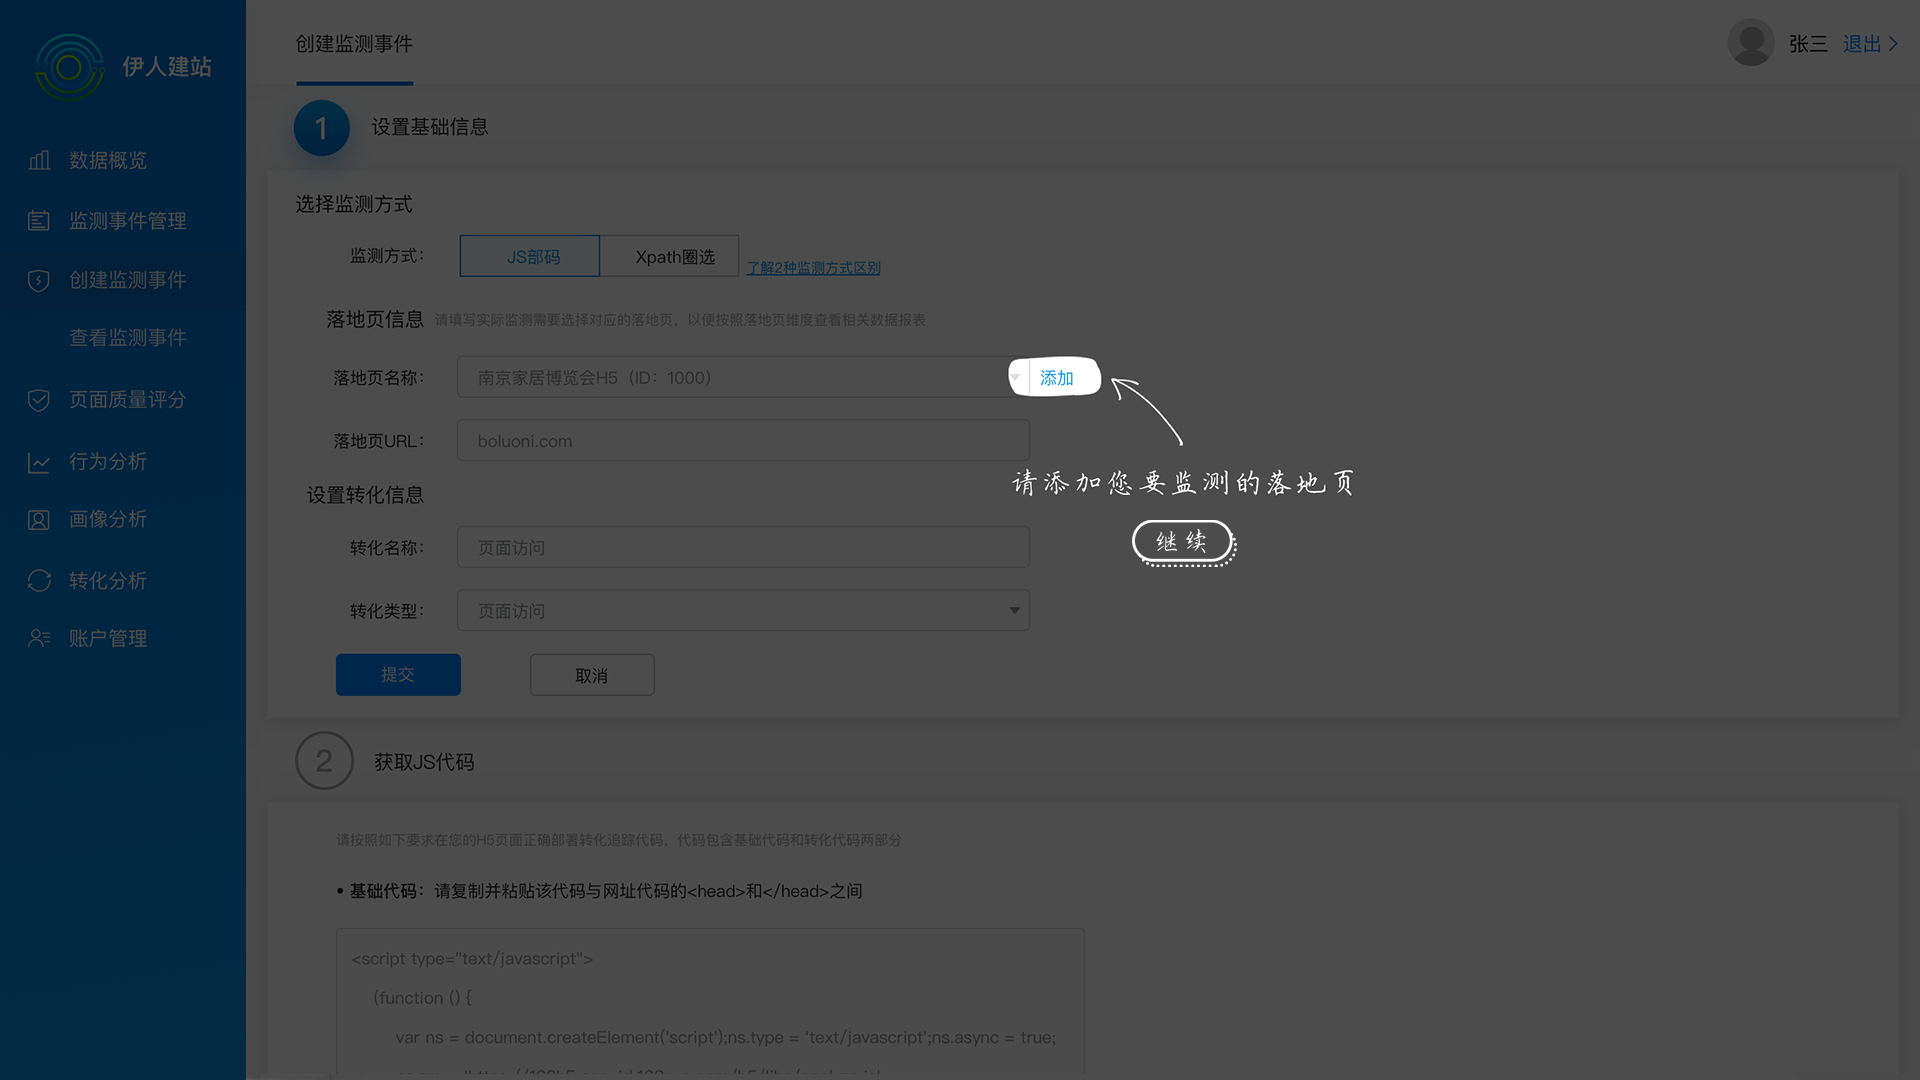 伊人建站
数据概览
监测事件管理
创建监测事件
查看监测事件
页面质量评分
行为分析
画像分析
转化分析
账户管理
创建监测事件
张三 退出
1 设置基础信息
选择监测方式
监测方式： JS部码 Xpath圈选 了解2种监测方式区别
落地页信息 请填写实际监测需要选择对应的落地页，以便按照落地页维度查看相关数据报表
落地页名称： 南京家居博览会H5（ID：1000） 添加
落地页URL： boluoni.com
请添加您要监测的落地页
继续
设置转化信息
转化名称： 页面访问
转化类型： 页面访问
提交 取消
2 获取JS代码
请按照如下要求在您的H5页面正确部署转化追踪代码，代码包含基础代码和转化代码两部分
• 基础代码：请复制并粘贴该代码与网址代码的<head>和</head>之间
<script type="text/javascript">
(function () {
var ns = document.createElement('script');ns.type = 'text/javascript';ns.async = true;